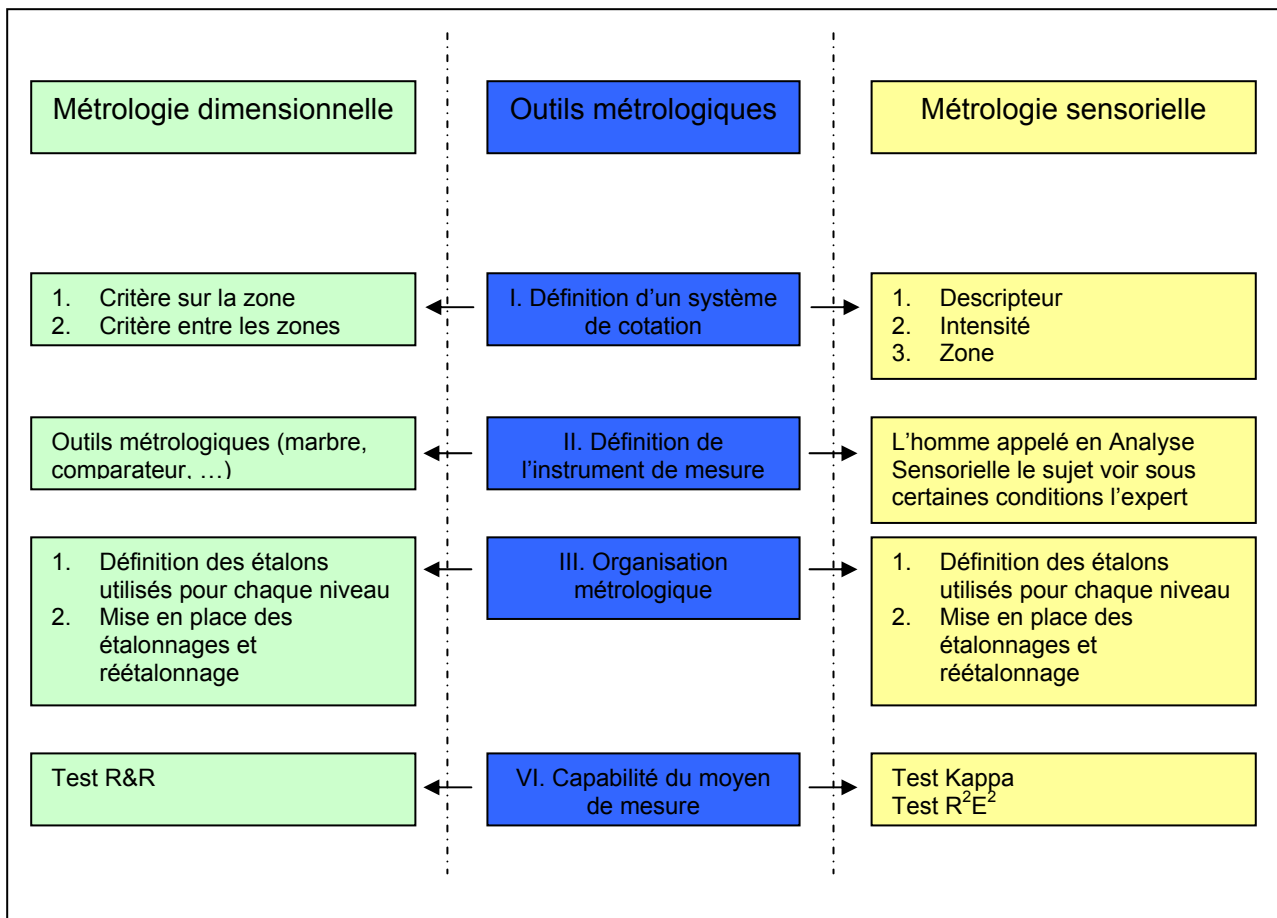 Métrologie dimensionnelle
Outils métrologiques
Métrologie sensorielle
1. Critère sur la zone
2. Critère entre les zones
I. Définition d’un système
de cotation
1. Descripteur
2. Intensité
3. Zone
Outils métrologiques (marbre,
comparateur, …)
II. Définition de
l’instrument de mesure
L’homme appelé en Analyse
Sensorielle le sujet voir sous
certaines conditions l’expert
1. Définition des étalons
utilisés pour chaque niveau
2. Mise en place des
étalonnages et
réétalonnage
III. Organisation
métrologique
1. Définition des étalons
utilisés pour chaque niveau
2. Mise en place des
étalonnages et
réétalonnage
Test R&R
VI. Capabilité du moyen
de mesure
Test Kappa
Test R²E²